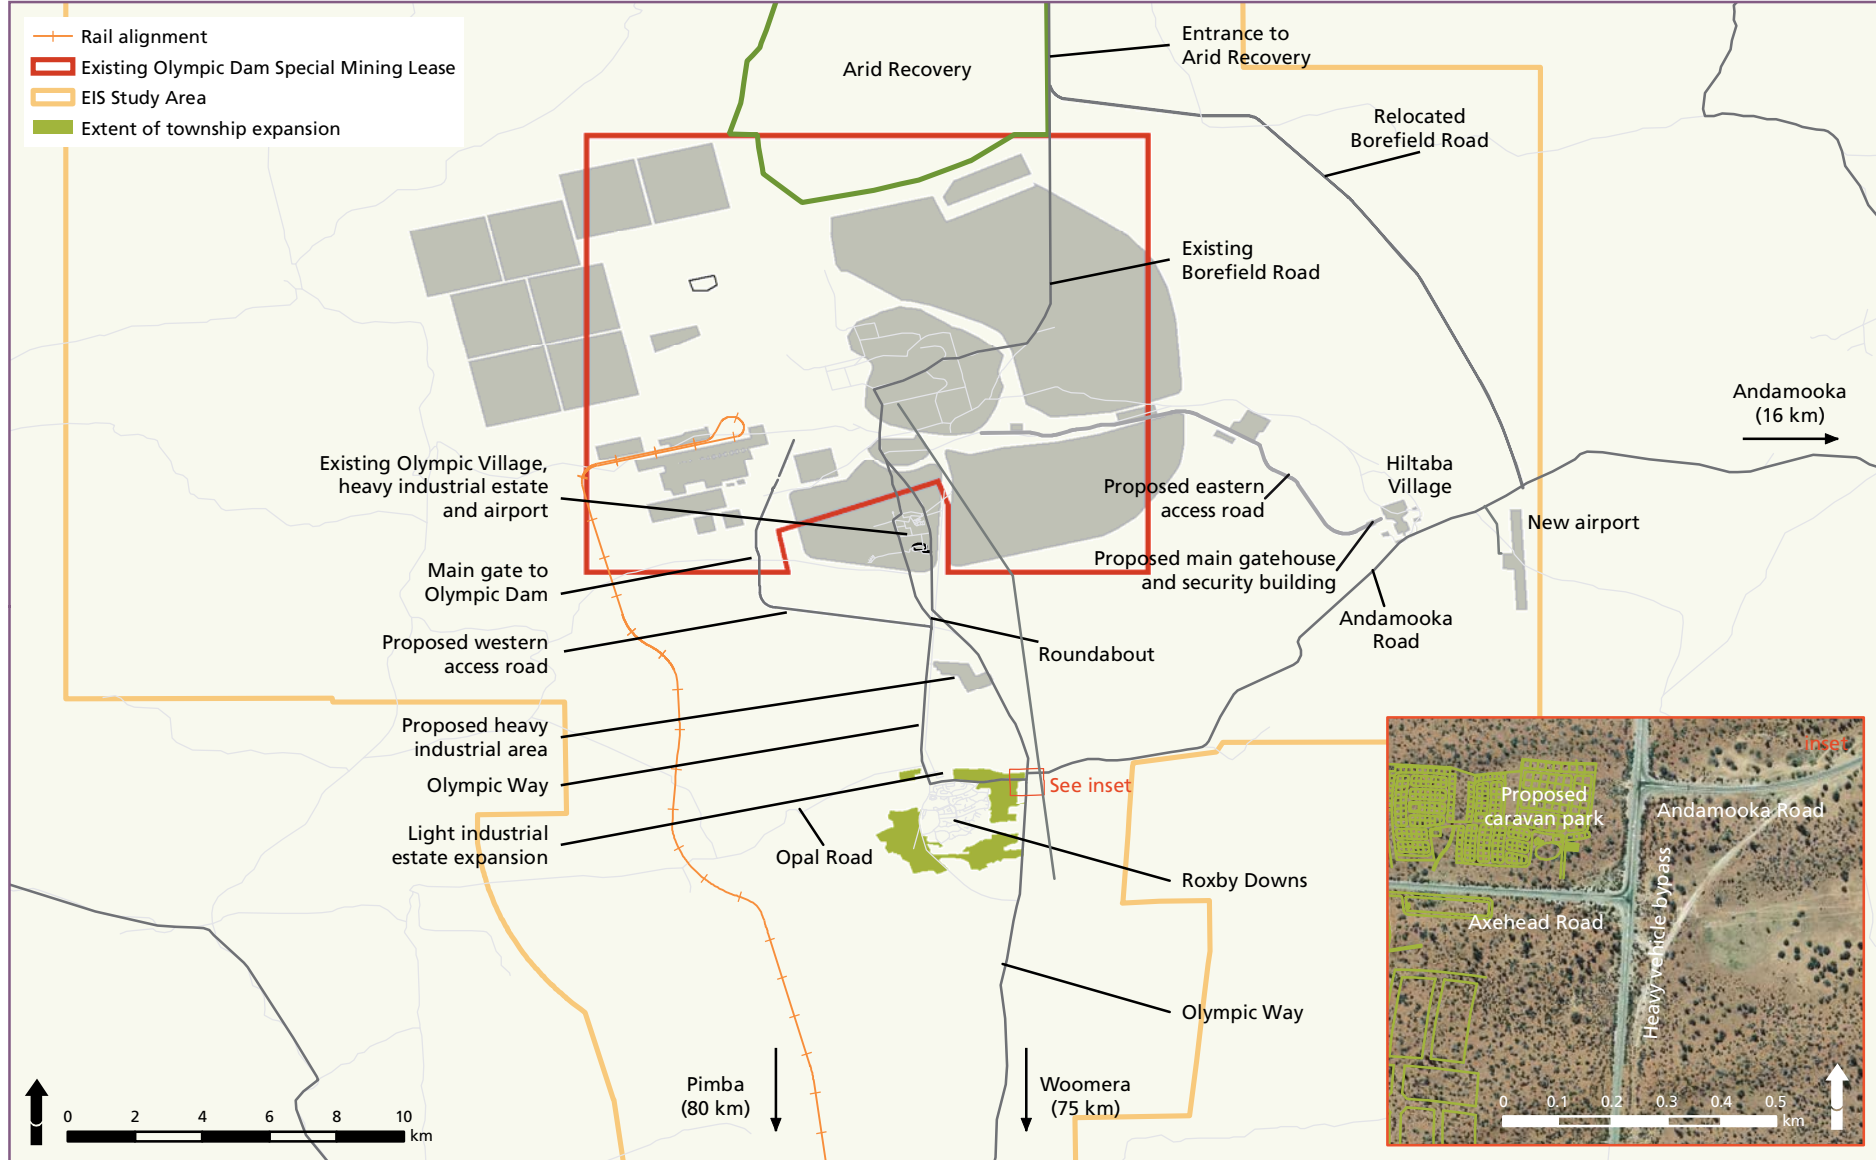 Rail alignment
Existing Olympic Dam Special Mining Lease
EIS Study Area
Extent of township expansion
Arid Recovery
Entrance to
Arid Recovery
Relocated
Borefield Road
Existing
Borefield Road
Andamooka
(16 km)
Existing Olympic Village,
heavy industrial estate
and airport
Hiltaba
Village
Proposed eastern
access road
New airport
Proposed main gatehouse
and security building
Main gate to
Olympic Dam
Andamooka
Road
Proposed western
access road
Roundabout
Proposed heavy
industrial area
Olympic Way
See inset
Light industrial
estate expansion
Opal Road
Roxby Downs
Olympic Way
Pimba
(80 km)
Woomera
(75 km)
0 2 4 6 8 10
km
inset
Proposed
caravan park
Andamooka Road
Axehead Road
Heavy vehicle bypass
0 0.1 0.2 0.3 0.4 0.5
km